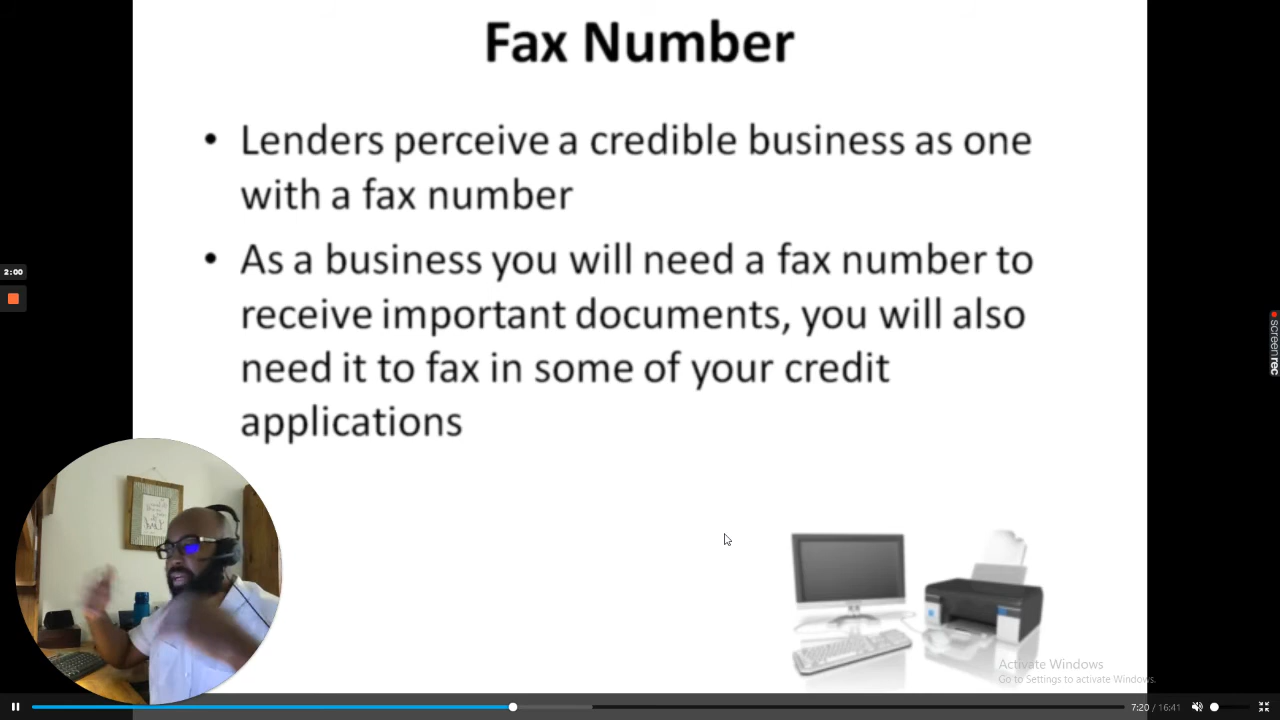 Fax Number
• Lenders perceive a credible business as one
with a fax number
• As a business you will need a fax number to
receive important documents, you will also
need it to fax in some of your credit
applications
2:00
screenrec
Activate Windows
Go to Settings to activate Windows.
7:20 / 16:41